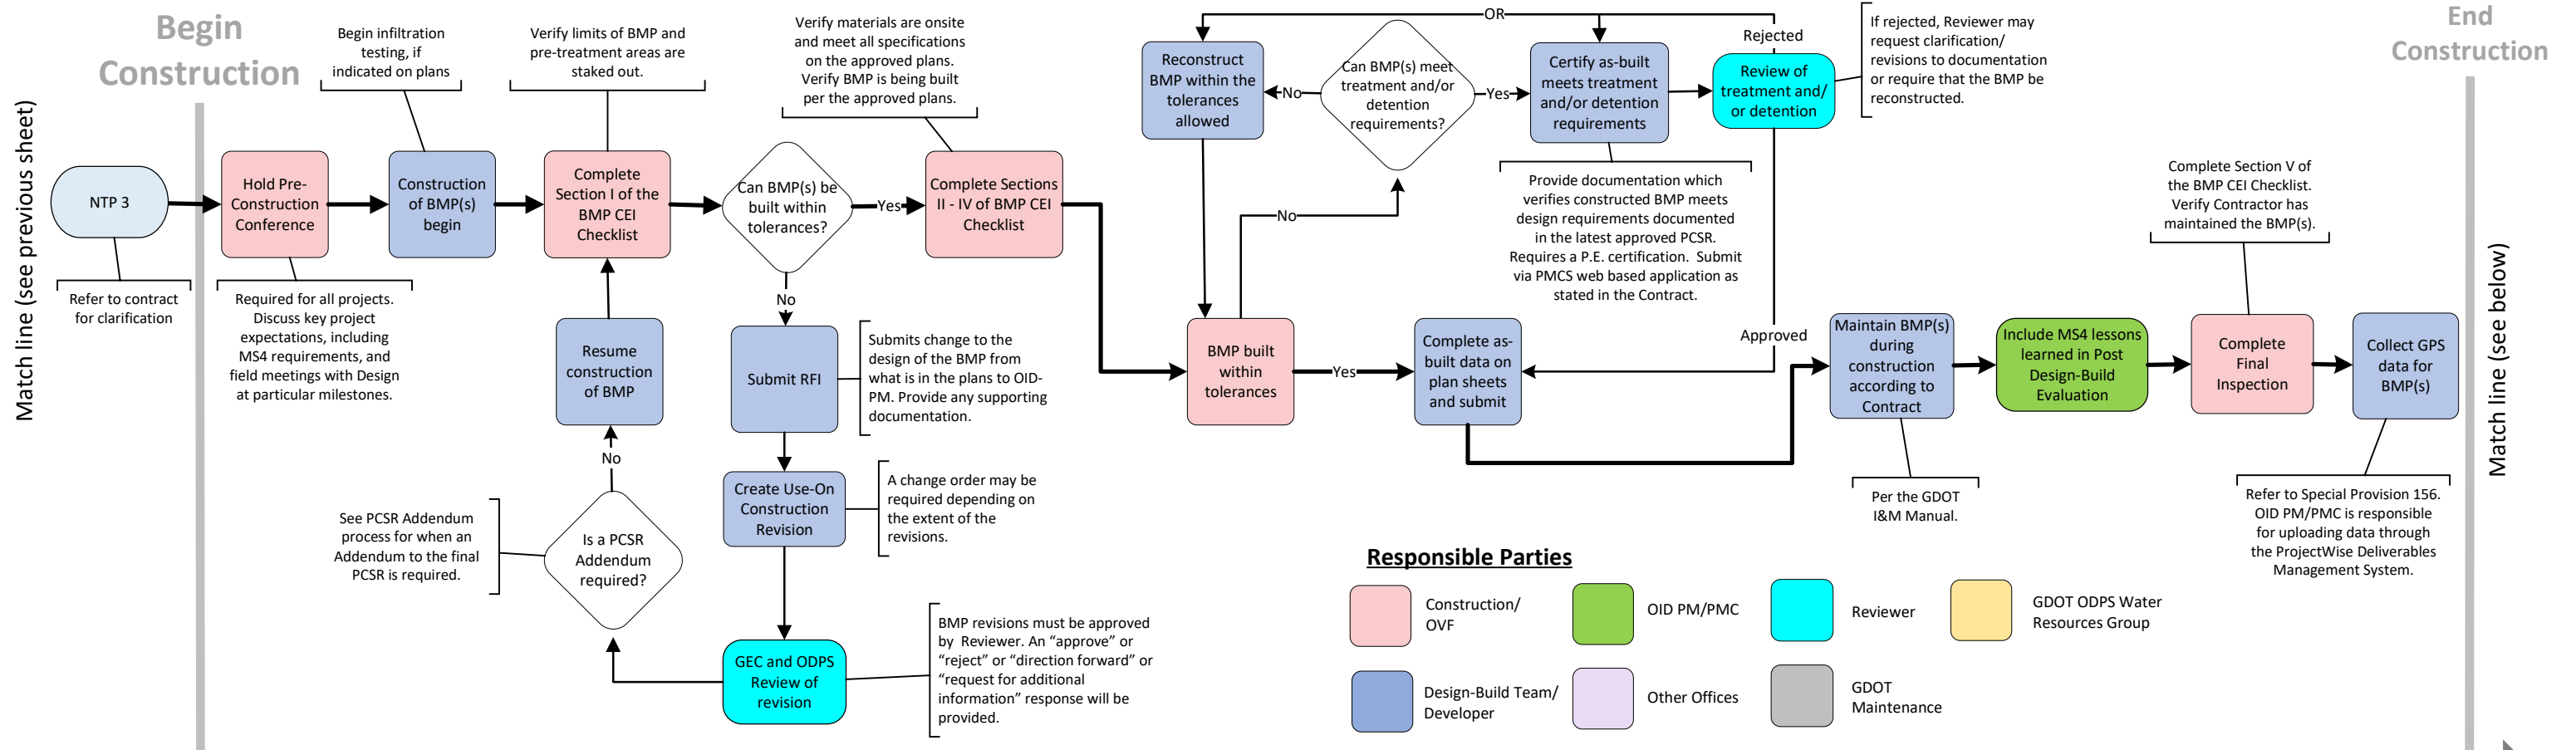 Begin
Construction
End
Construction
Match line (see previous sheet)
NTP 3
Refer to contract
for clarification
Hold Pre-
Construction
Conference
Required for all projects.
Discuss key project
expectations, including
MS4 requirements, and
field meetings with Design
at particular milestones.
Begin infiltration
testing, if
indicated on plans
Construction
of BMP(s)
begin
Verify limits of BMP and
pre-treatment areas are
staked out.
Complete
Section I of the
BMP CEI
Checklist
Can BMP(s) be
built within
tolerances?
Yes
No
Verify materials are onsite
and meet all specifications
on the approved plans.
Verify BMP is being built
per the approved plans.
Complete Sections
II - IV of BMP CEI
Checklist
Submit RFI
Submits change to the
design of the BMP from
what is in the plans to OID-
PM. Provide any supporting
documentation.
Create Use-On
Construction
Revision
A change order may be
required depending on
the extent of the
revisions.
GEC and ODPS
Review of
revision
BMP revisions must be approved
by Reviewer. An “approve” or
“reject” or “direction forward” or
“request for additional
information” response will be
provided.
Is a PCSR
Addendum
required?
See PCSR Addendum
process for when an
Addendum to the final
PCSR is required.
No
Resume
construction
of BMP
BMP built
within
tolerances
No
Yes
Can BMP(s) meet
treatment and/or
detention
requirements?
No
Yes
Reconstruct
BMP within the
tolerances
allowed
Certify as-built
meets treatment
and/or detention
requirements
Provide documentation which
verifies constructed BMP meets
design requirements documented
in the latest approved PCSR.
Requires a P.E. certification. Submit
via PMCS web based application as
stated in the Contract.
OR
Rejected
Review of
treatment and/
or detention
If rejected, Reviewer may
request clarification/
revisions to documentation
or require that the BMP be
reconstructed.
Approved
Complete as-
built data on
plan sheets
and submit
Maintain BMP(s)
during
construction
according to
Contract
Per the GDOT
I&M Manual.
Include MS4 lessons
learned in Post
Design-Build
Evaluation
Complete Section V of
the BMP CEI Checklist.
Verify Contractor has
maintained the BMP(s).
Complete
Final
Inspection
Collect GPS
data for
BMP(s)
Refer to Special Provision 156.
OID PM/PMC is responsible
for uploading data through
the ProjectWise Deliverables
Management System.
Match line (see below)
Responsible Parties
Construction/
OVF
OID PM/PMC
Reviewer
GDOT ODPS Water
Resources Group
Design-Build Team/
Developer
Other Offices
GDOT
Maintenance